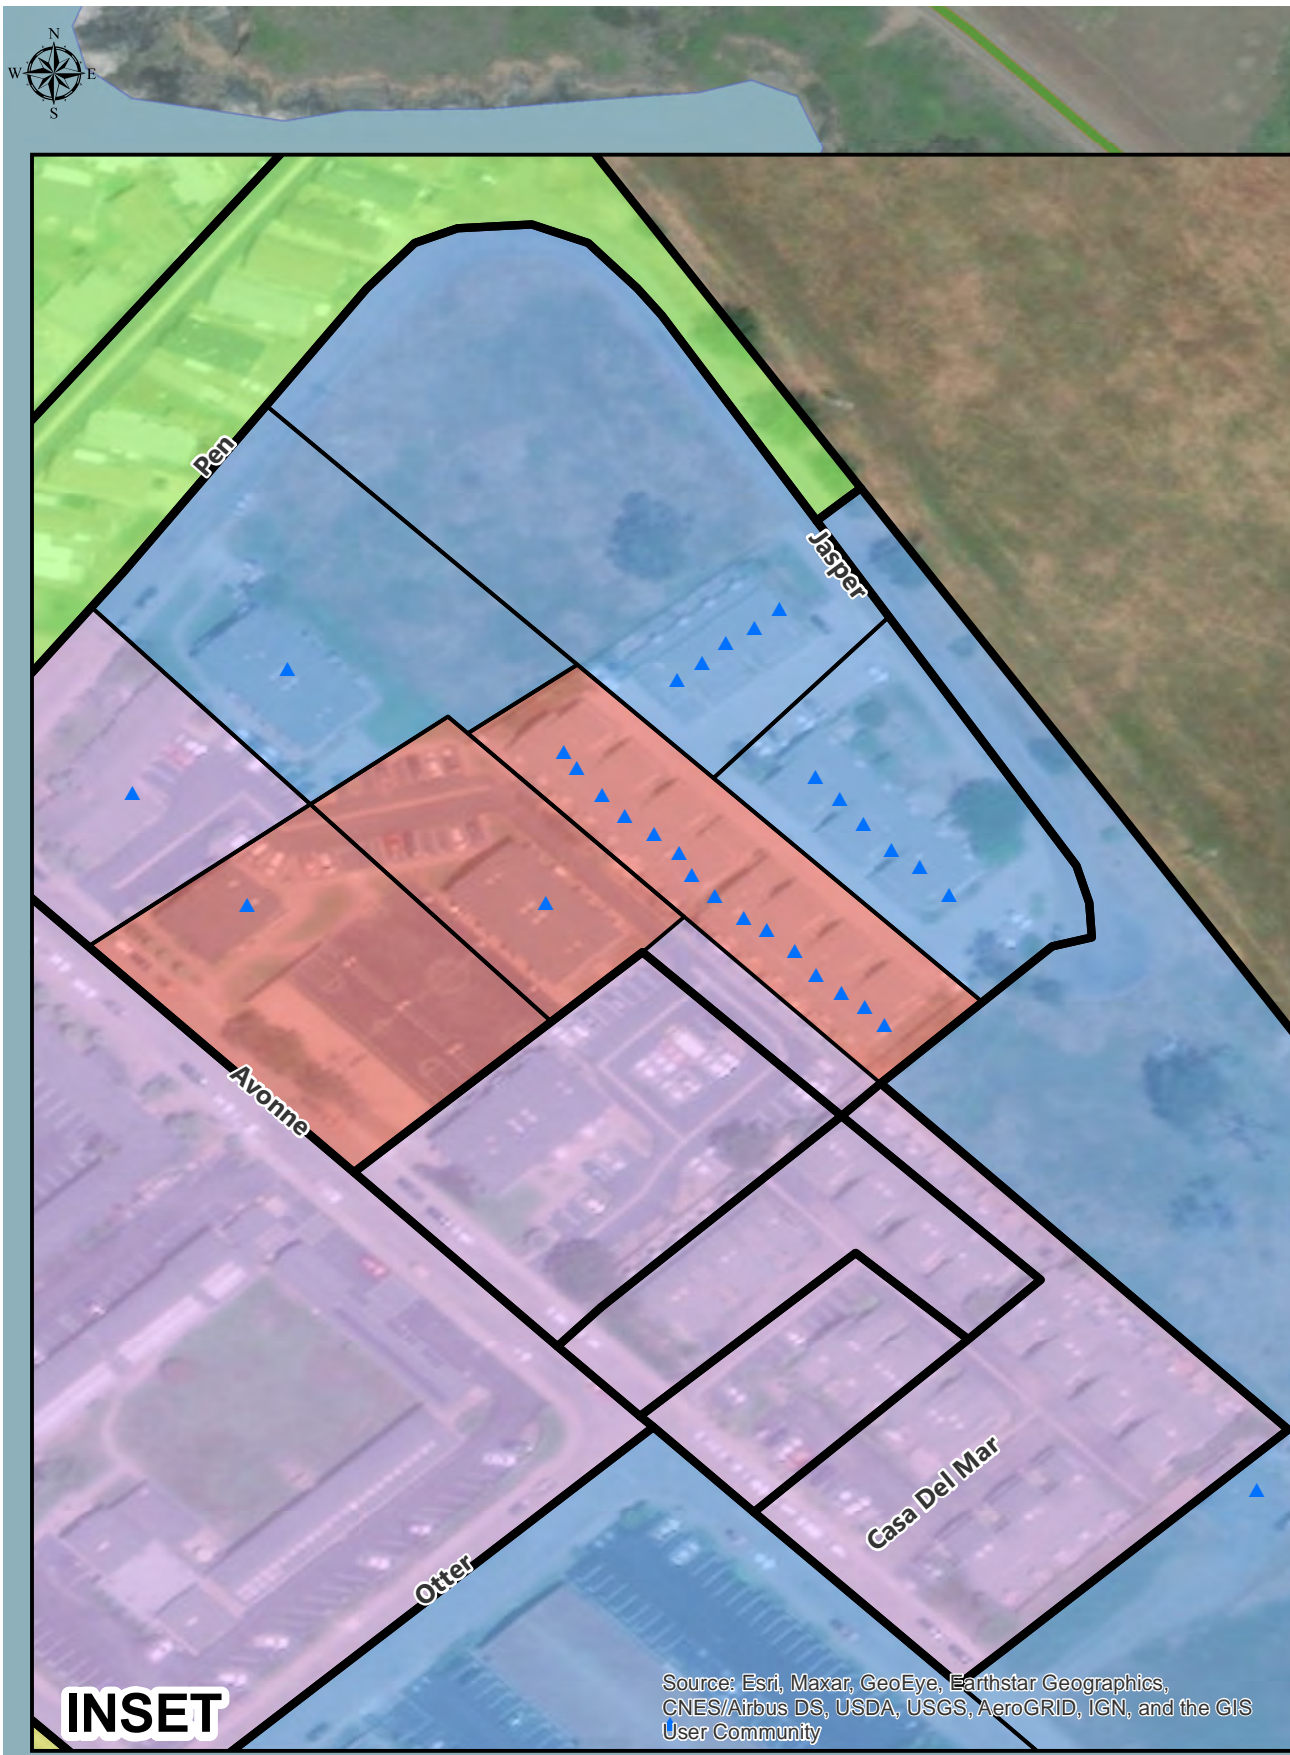 N
W E
S
Pen
Jasper
Avonne
Casa Del Mar
Otter
INSET
Source: Esri, Maxar, GeoEye, Earthstar Geographics,
CNES/Airbus DS, USDA, USGS, AeroGRID, IGN, and the GIS
User Community